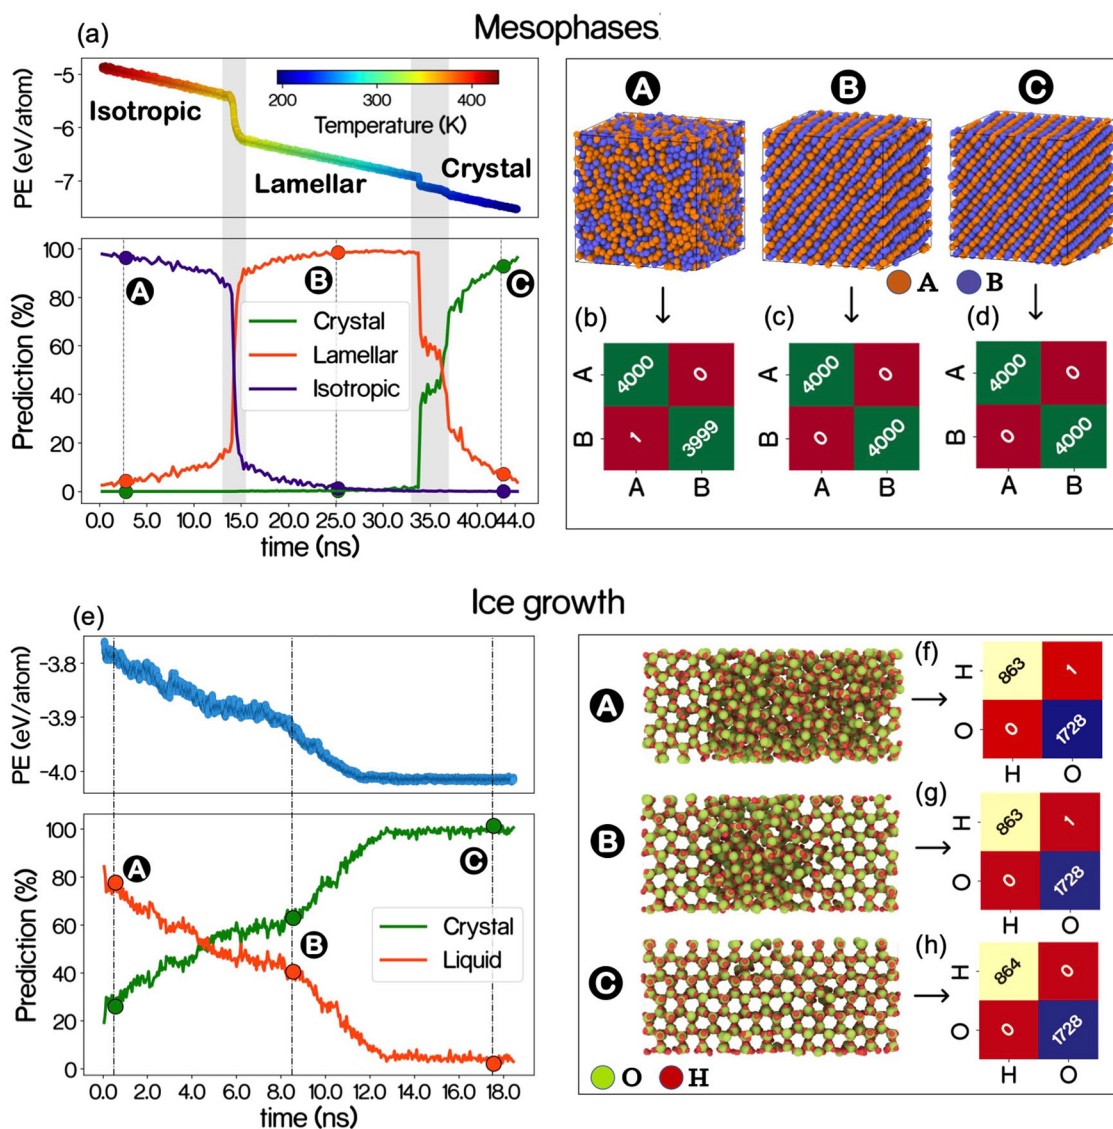 Mesophases
(a)
PE (eV/atom)
−5
−6
−7
Isotropic
Lamellar
Crystal
200 300 400
Temperature (K)
Prediction (%)
100
80
60
40
20
0
A
B
C
Crystal
Lamellar
Isotropic
0.0 5.0 10.0 15.0 20.0 25.0 30.0 35.0 40.0 44.0
time (ns)
A B C
A B
(b) (c) (d)
A 4000 0
B 1 3999
A B
A 4000 0
B 0 4000
A B
A 4000 0
B 0 4000
A B
Ice growth
(e)
PE (eV/atom)
−3.8
−3.9
−4.0
Prediction (%)
100
80
60
40
20
0
A
B
C
Crystal
Liquid
0.0 2.0 4.0 6.0 8.0 10.0 12.0 14.0 16.0 18.0
time (ns)
A
(f)
H 863 1
O 0 1728
H O
B
(g)
H 863 1
O 0 1728
H O
C
(h)
H 864 0
O 0 1728
H O
O H